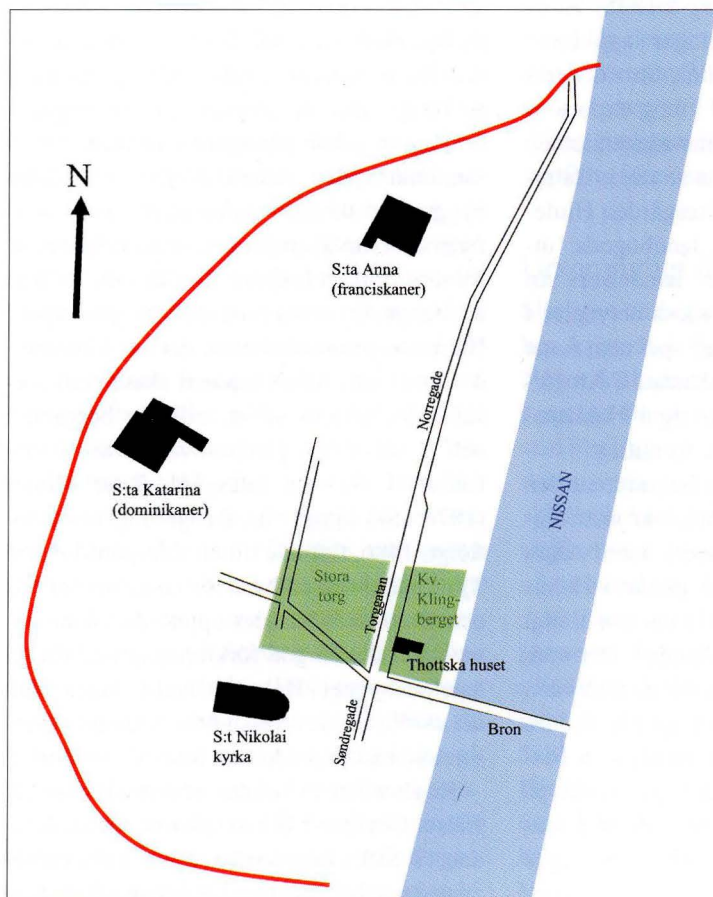 N
S:ta Anna
(franciskaner)
Norregade
S:ta Katarina
(dominikaner)
NISSAN
Stora
torg
Torggatan
Kv.
Kling-
berget
Thottska huset
S:t Nikolai
kyrka
Søndregade
Bron